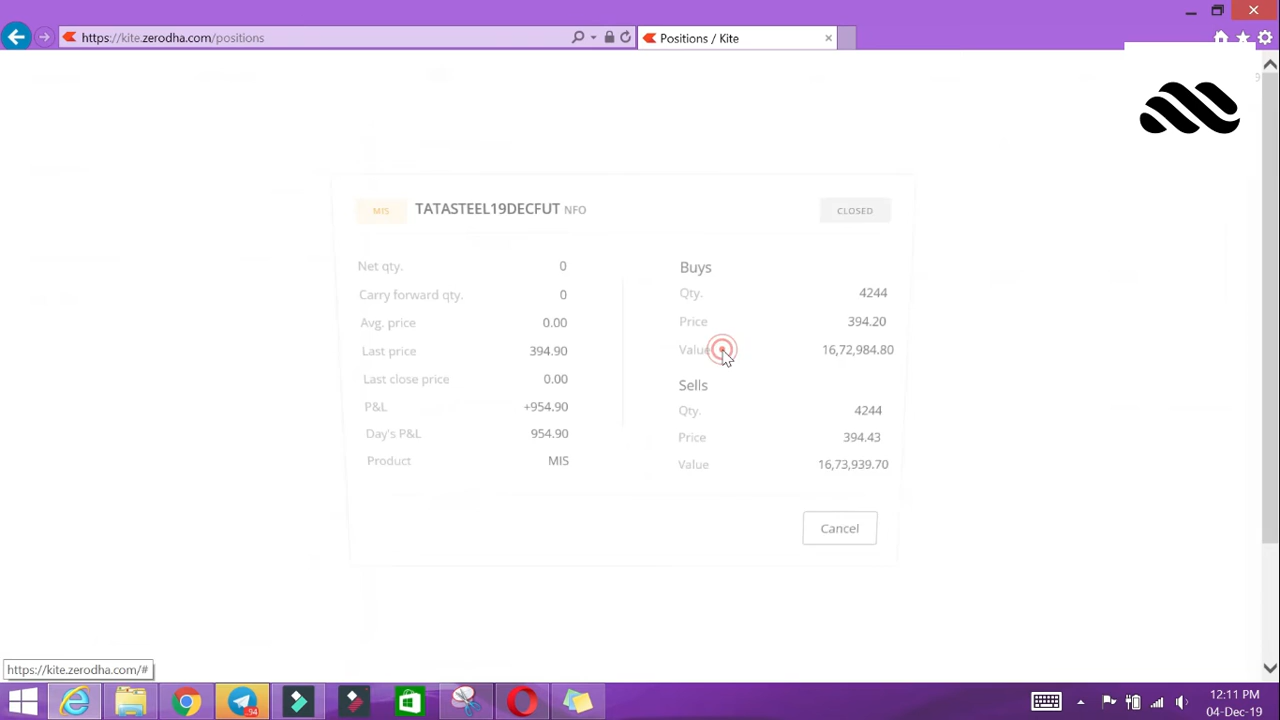 https://kite.zerodha.com/positions
Positions / Kite
MIS TATASTEEL19DECFUT NFO CLOSED
Net qty. 0
Carry forward qty. 0
Avg. price 0.00
Last price 394.90
Last close price 0.00
P&L +954.90
Day's P&L 954.90
Product MIS
Buys
Qty. 4244
Price 394.20
Value 16,72,984.80
Sells
Qty. 4244
Price 394.43
Value 16,73,939.70
Cancel
https://kite.zerodha.com/#
94
12:11 PM
04-Dec-19